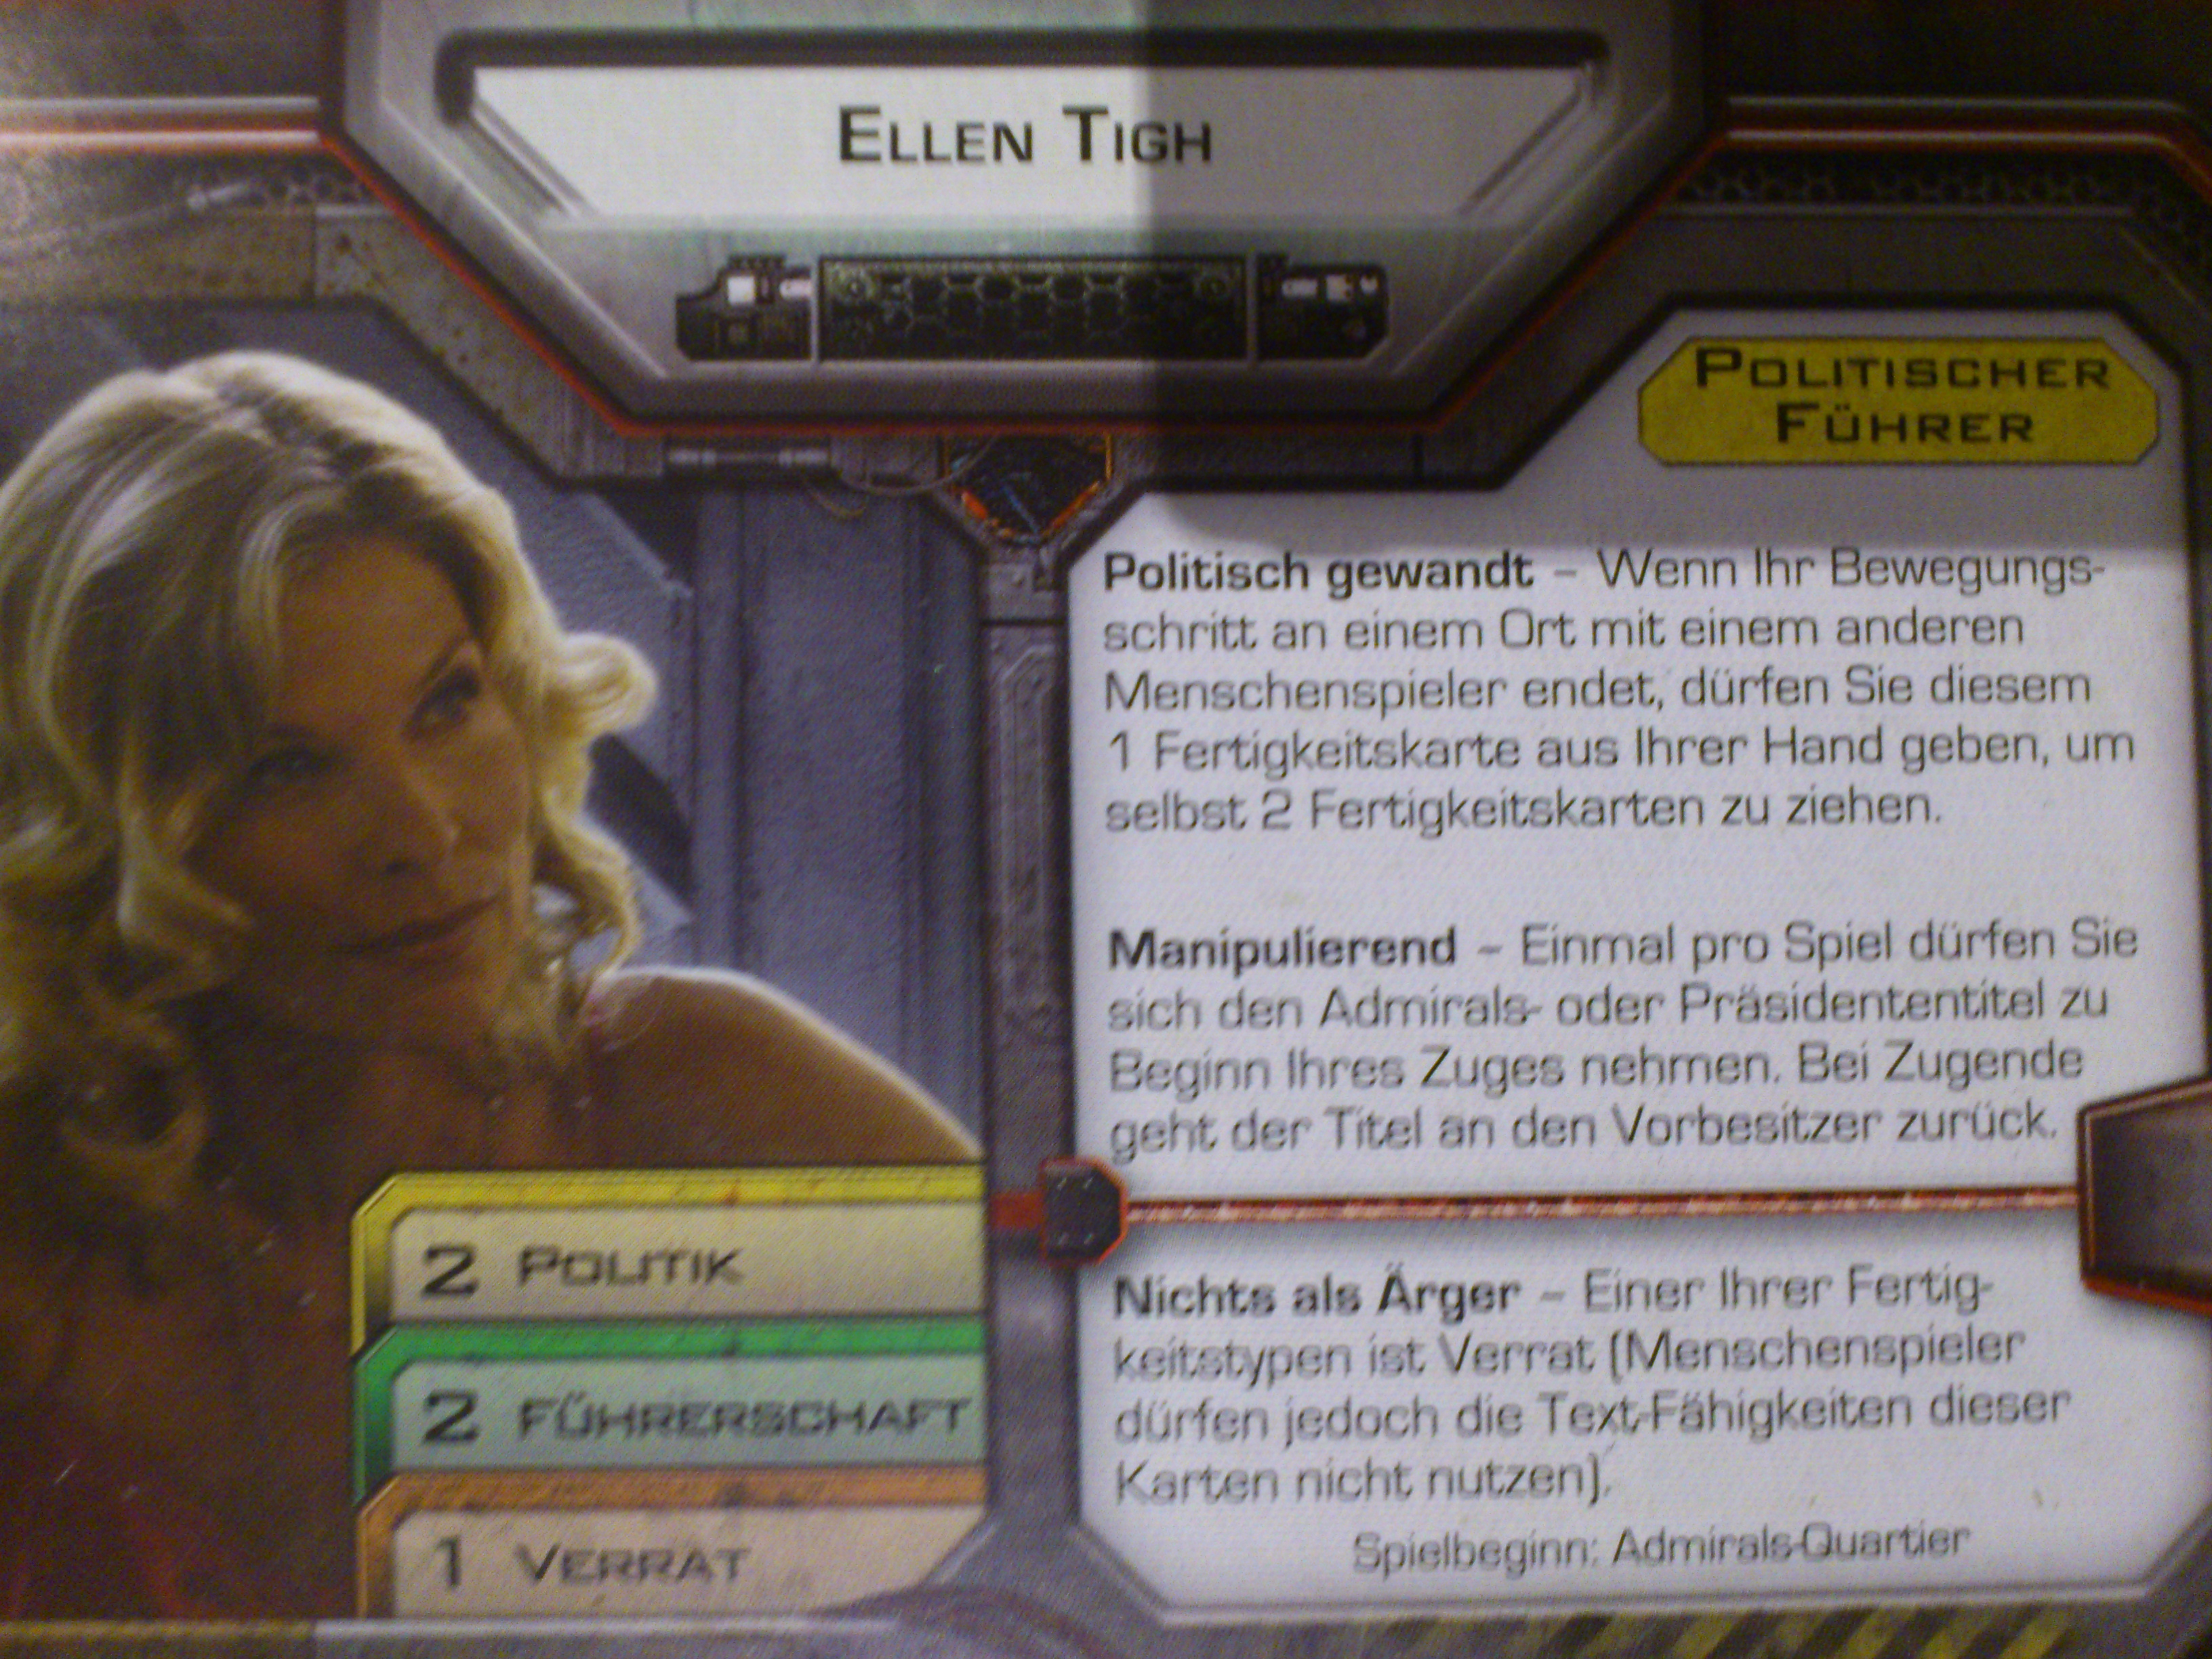 ELLEN TIGH
POLITISCHER
FÜHRER
Politisch gewandt – Wenn Ihr Bewegungs-
schritt an einem Ort mit einem anderen
Menschenspieler endet, dürfen Sie diesem
1 Fertigkeitskarte aus Ihrer Hand geben, um
selbst 2 Fertigkeitskarten zu ziehen.
Manipulierend – Einmal pro Spiel dürfen Sie
sich den Admirals- oder Präsidententitel zu
Beginn Ihres Zuges nehmen. Bei Zugende
geht der Titel an den Vorbesitzer zurück.
Nichts als Ärger – Einer Ihrer Fertig-
keitstypen ist Verrat (Menschenspieler
dürfen jedoch die Text-Fähigkeiten dieser
Karten nicht nutzen).
Spielbeginn: Admirals-Quartier
2 POLITIK
2 FÜHRERSCHAFT
1 VERRAT